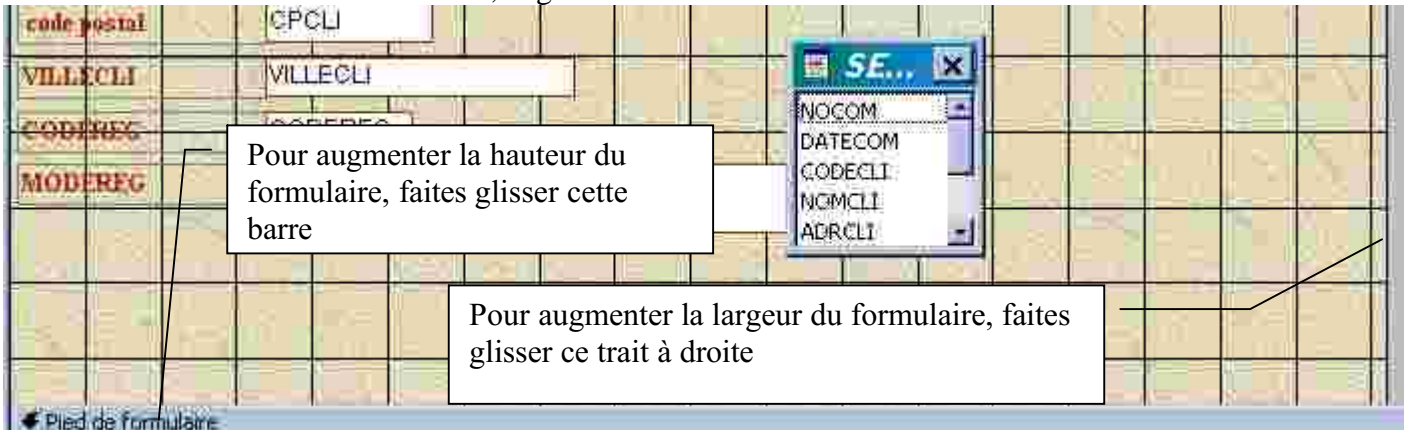 code postal CPCLI
SE...
VILLECLI VILLECLI
NOCOM
CODEREG CODEREG
DATECOM
Pour augmenter la hauteur du
formulaire, faites glisser cette
barre
MODEREG
CODECLI
NOMCLI
ADRCLI
Pour augmenter la largeur du formulaire, faites
glisser ce trait à droite
Pied de formulaire